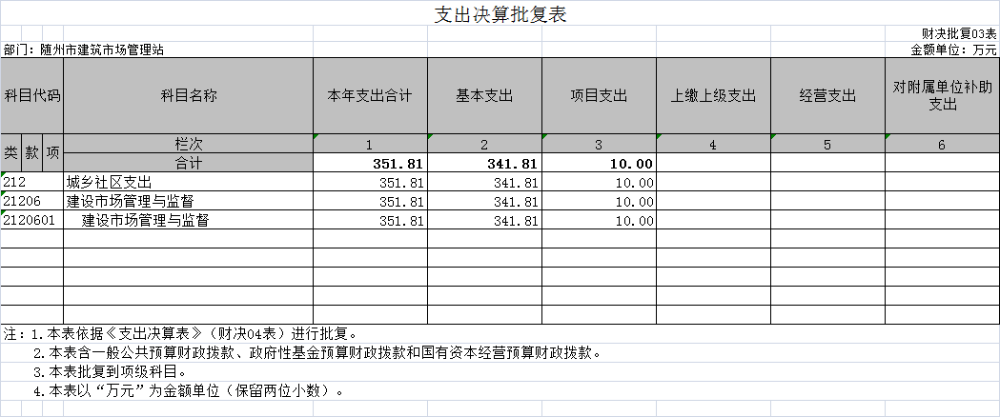 支出决算批复表
财决批复03表
部门：随州市建筑市场管理站 金额单位：万元
科目代码 科目名称 本年支出合计 基本支出 项目支出 上缴上级支出 经营支出 对附属单位补助
支出
类 款 项 栏次 1 2 3 4 5 6
合计 351.81 341.81 10.00
212 城乡社区支出 351.81 341.81 10.00
21206 建设市场管理与监督 351.81 341.81 10.00
2120601 建设市场管理与监督 351.81 341.81 10.00
注：1.本表依据《支出决算表》（财决04表）进行批复。
2.本表含一般公共预算财政拨款、政府性基金预算财政拨款和国有资本经营预算财政拨款。
3.本表批复到项级科目。
4.本表以“万元”为金额单位（保留两位小数）。